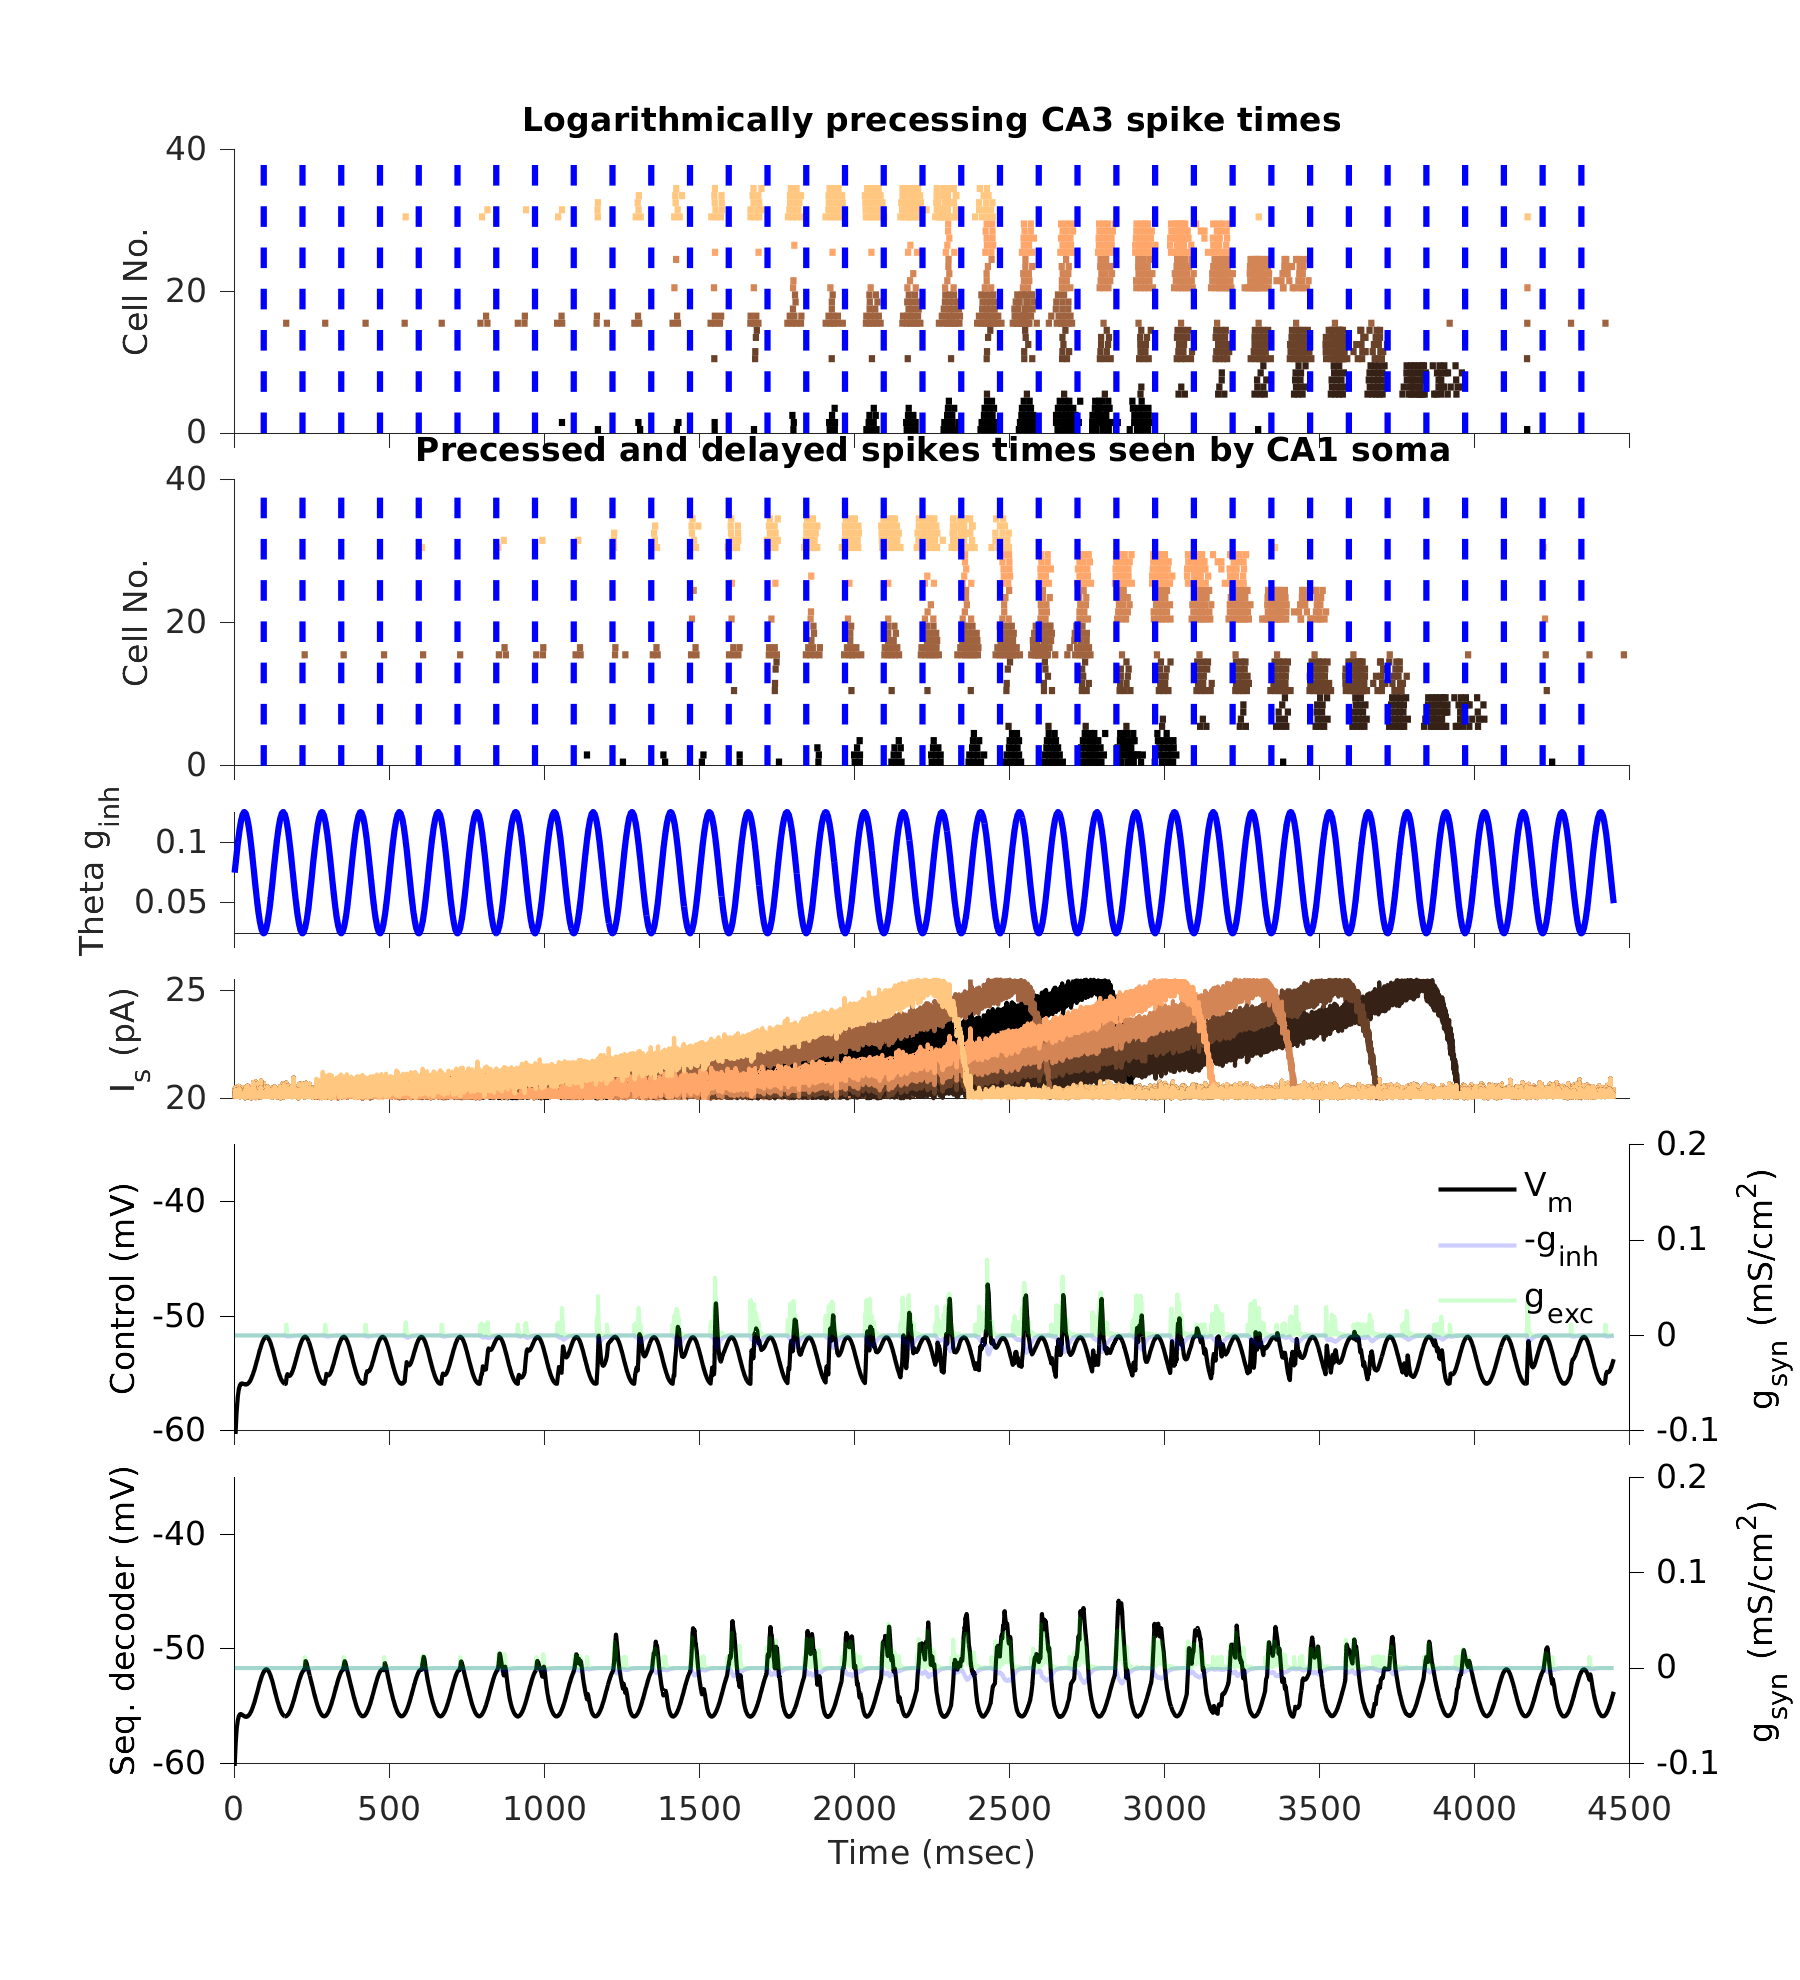 Logarithmically precessing CA3 spike times
40
20
0
Cell No.
Precessed and delayed spikes times seen by CA1 soma
40
20
0
Cell No.
0.1
0.05
Theta g_inh
25
20
I_s (pA)
-40
-50
-60
Control (mV)
V_m
-g_inh
g_exc
0.2
0.1
0
-0.1
g_syn (mS/cm^2)
-40
-50
-60
Seq. decoder (mV)
0.2
0.1
0
-0.1
g_syn (mS/cm^2)
0 500 1000 1500 2000 2500 3000 3500 4000 4500
Time (msec)